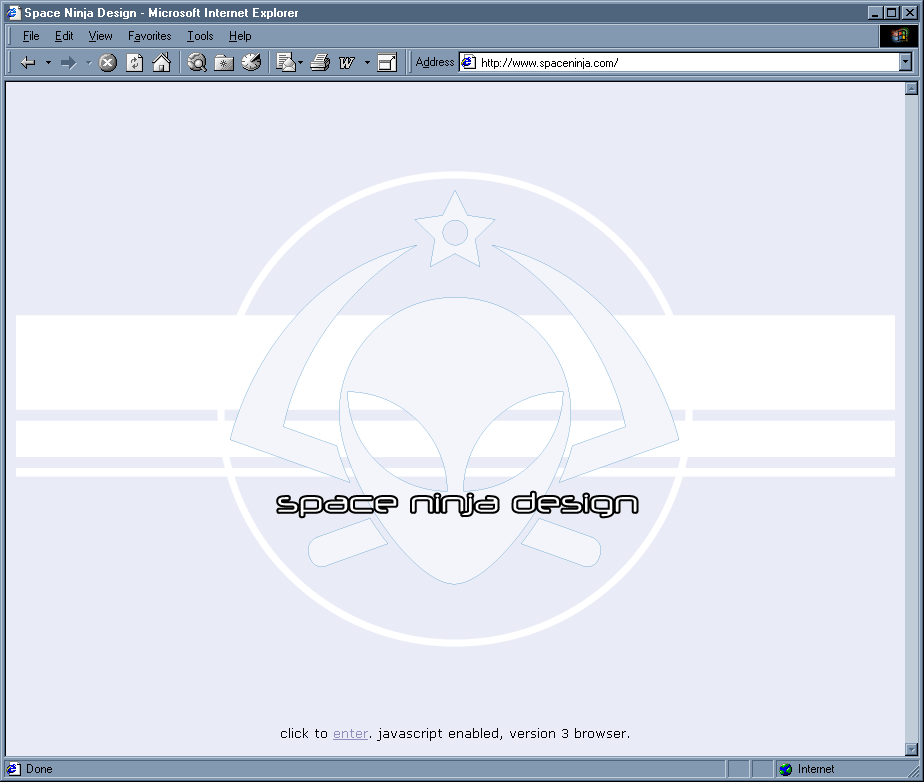 Space Ninja Design - Microsoft Internet Explorer
File Edit View Favorites Tools Help
Address http://www.spaceninja.com/
space ninja design
click to enter. javascript enabled, version 3 browser.
Done Internet